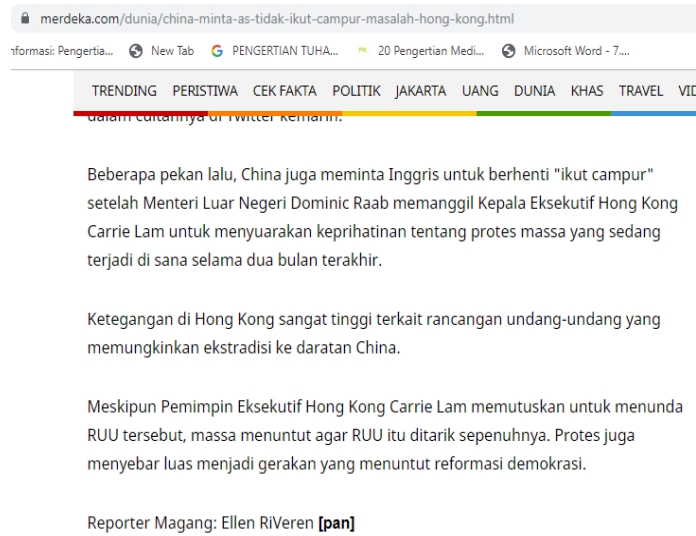 merdeka.com/dunia/china-minta-as-tidak-ikut-campur-masalah-hong-kong.html
nformasi: Pengertia... New Tab PENGERTIAN TUHA... 20 Pengertian Medi... Microsoft Word - 7....
TRENDING PERISTIWA CEK FAKTA POLITIK JAKARTA UANG DUNIA KHAS TRAVEL VID
dalam cuitannya di Twitter kemarin.
Beberapa pekan lalu, China juga meminta Inggris untuk berhenti "ikut campur"
setelah Menteri Luar Negeri Dominic Raab memanggil Kepala Eksekutif Hong Kong
Carrie Lam untuk menyuarakan keprihatinan tentang protes massa yang sedang
terjadi di sana selama dua bulan terakhir.
Ketegangan di Hong Kong sangat tinggi terkait rancangan undang-undang yang
memungkinkan ekstradisi ke daratan China.
Meskipun Pemimpin Eksekutif Hong Kong Carrie Lam memutuskan untuk menunda
RUU tersebut, massa menuntut agar RUU itu ditarik sepenuhnya. Protes juga
menyebar luas menjadi gerakan yang menuntut reformasi demokrasi.
Reporter Magang: Ellen RiVeren [pan]